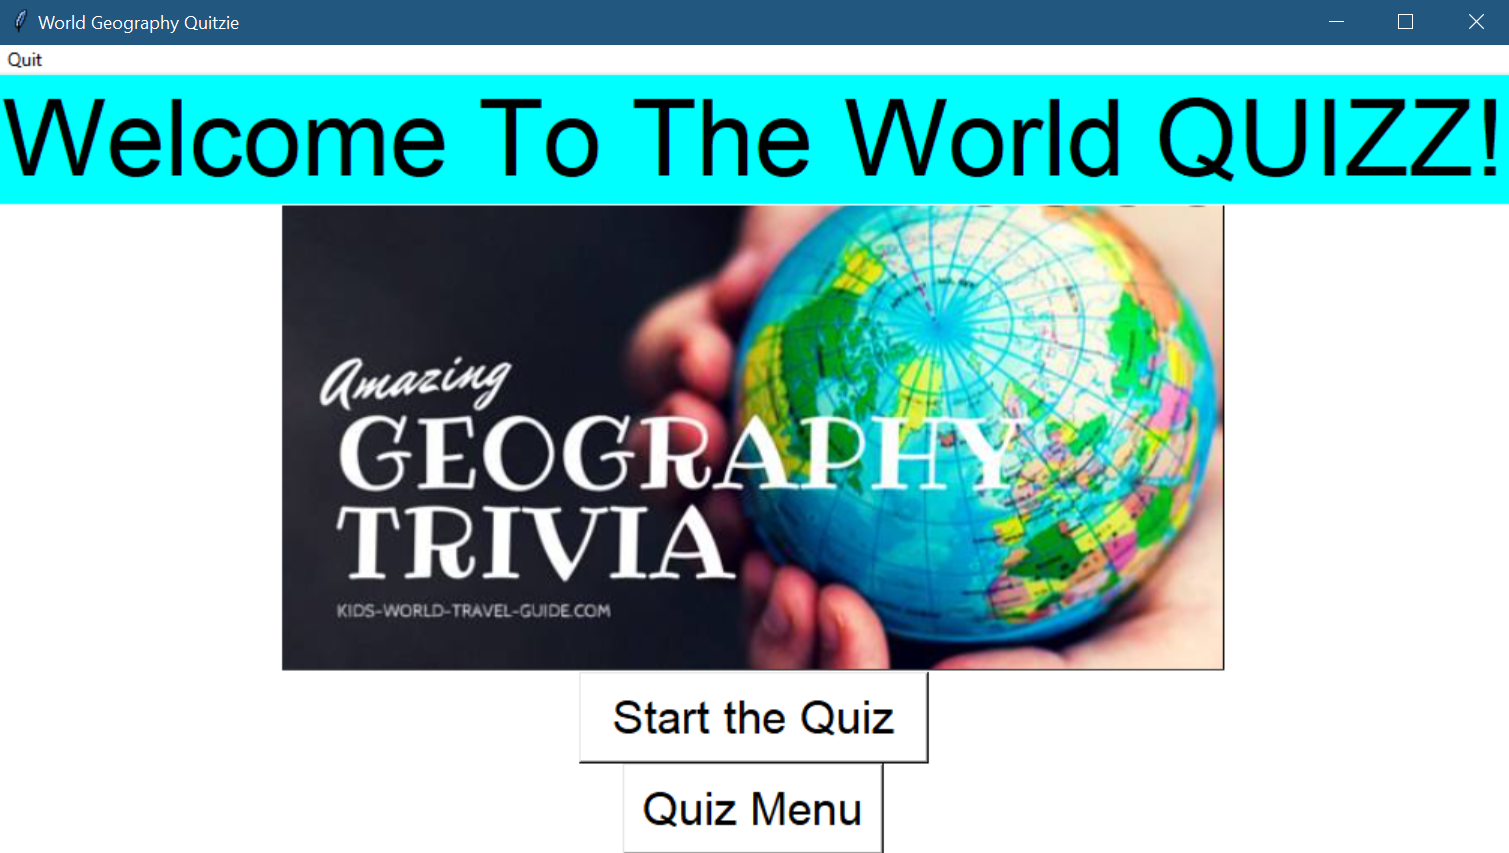 World Geography Quitzie
Quit
Welcome To The World QUIZZ!
Amazing
GEOGRAPHY
TRIVIA
KIDS-WORLD-TRAVEL-GUIDE.COM
Start the Quiz
Quiz Menu